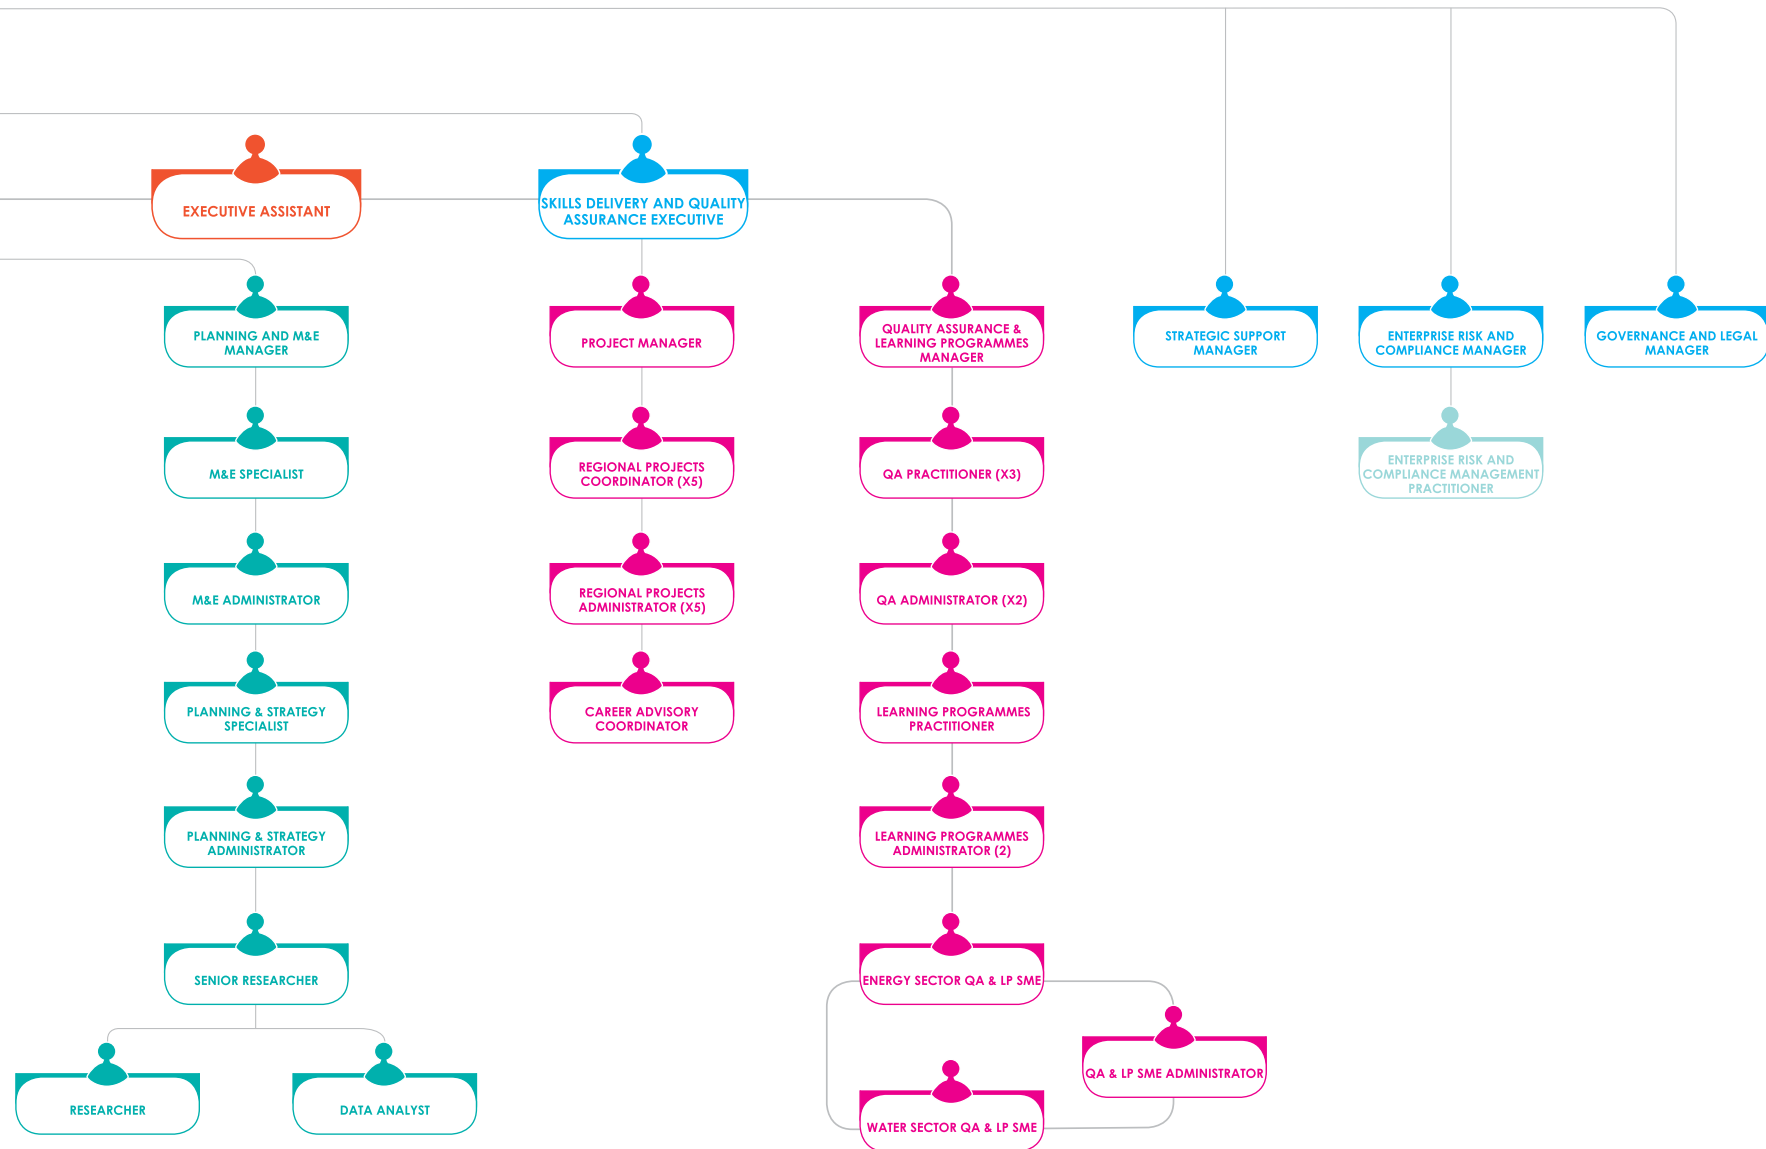 EXECUTIVE ASSISTANT
SKILLS DELIVERY AND QUALITY
ASSURANCE EXECUTIVE
PLANNING AND M&E
MANAGER
PROJECT MANAGER
QUALITY ASSURANCE &
LEARNING PROGRAMMES
MANAGER
STRATEGIC SUPPORT
MANAGER
ENTERPRISE RISK AND
COMPLIANCE MANAGER
GOVERNANCE AND LEGAL
MANAGER
M&E SPECIALIST
REGIONAL PROJECTS
COORDINATOR (X5)
QA PRACTITIONER (X3)
ENTERPRISE RISK AND
COMPLIANCE MANAGEMENT
PRACTITIONER
M&E ADMINISTRATOR
REGIONAL PROJECTS
ADMINISTRATOR (X5)
QA ADMINISTRATOR (X2)
PLANNING & STRATEGY
SPECIALIST
CAREER ADVISORY
COORDINATOR
LEARNING PROGRAMMES
PRACTITIONER
PLANNING & STRATEGY
ADMINISTRATOR
LEARNING PROGRAMMES
ADMINISTRATOR (2)
SENIOR RESEARCHER
ENERGY SECTOR QA & LP SME
QA & LP SME ADMINISTRATOR
RESEARCHER
DATA ANALYST
WATER SECTOR QA & LP SME